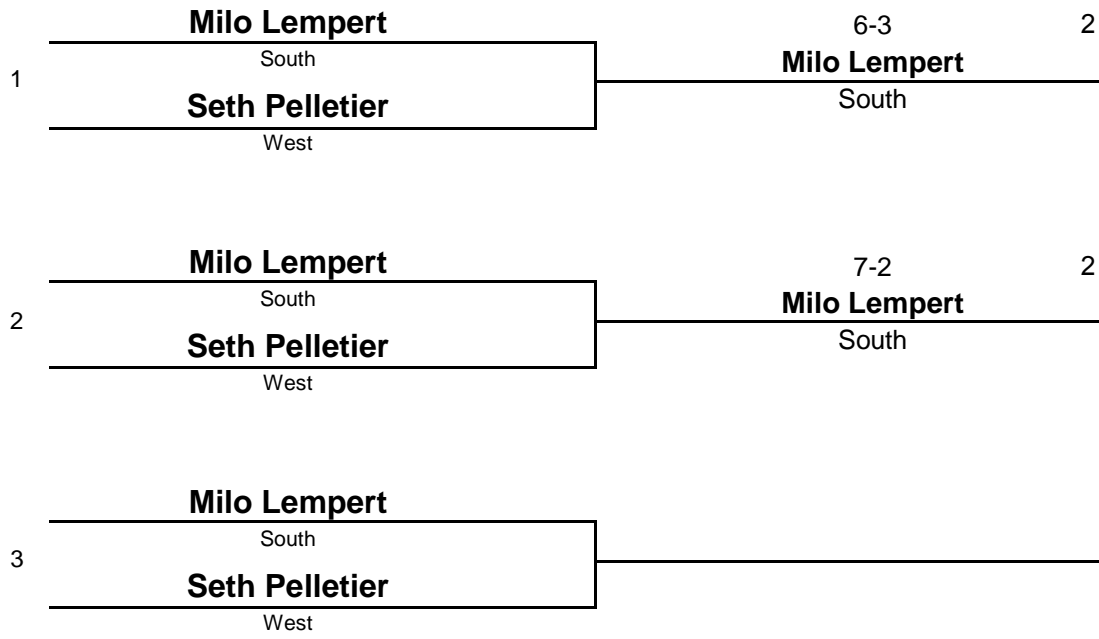 Milo Lempert
South
1
Seth Pelletier
West
6-3 2
Milo Lempert
South
Milo Lempert
South
2
Seth Pelletier
West
7-2 2
Milo Lempert
South
Milo Lempert
South
3
Seth Pelletier
West